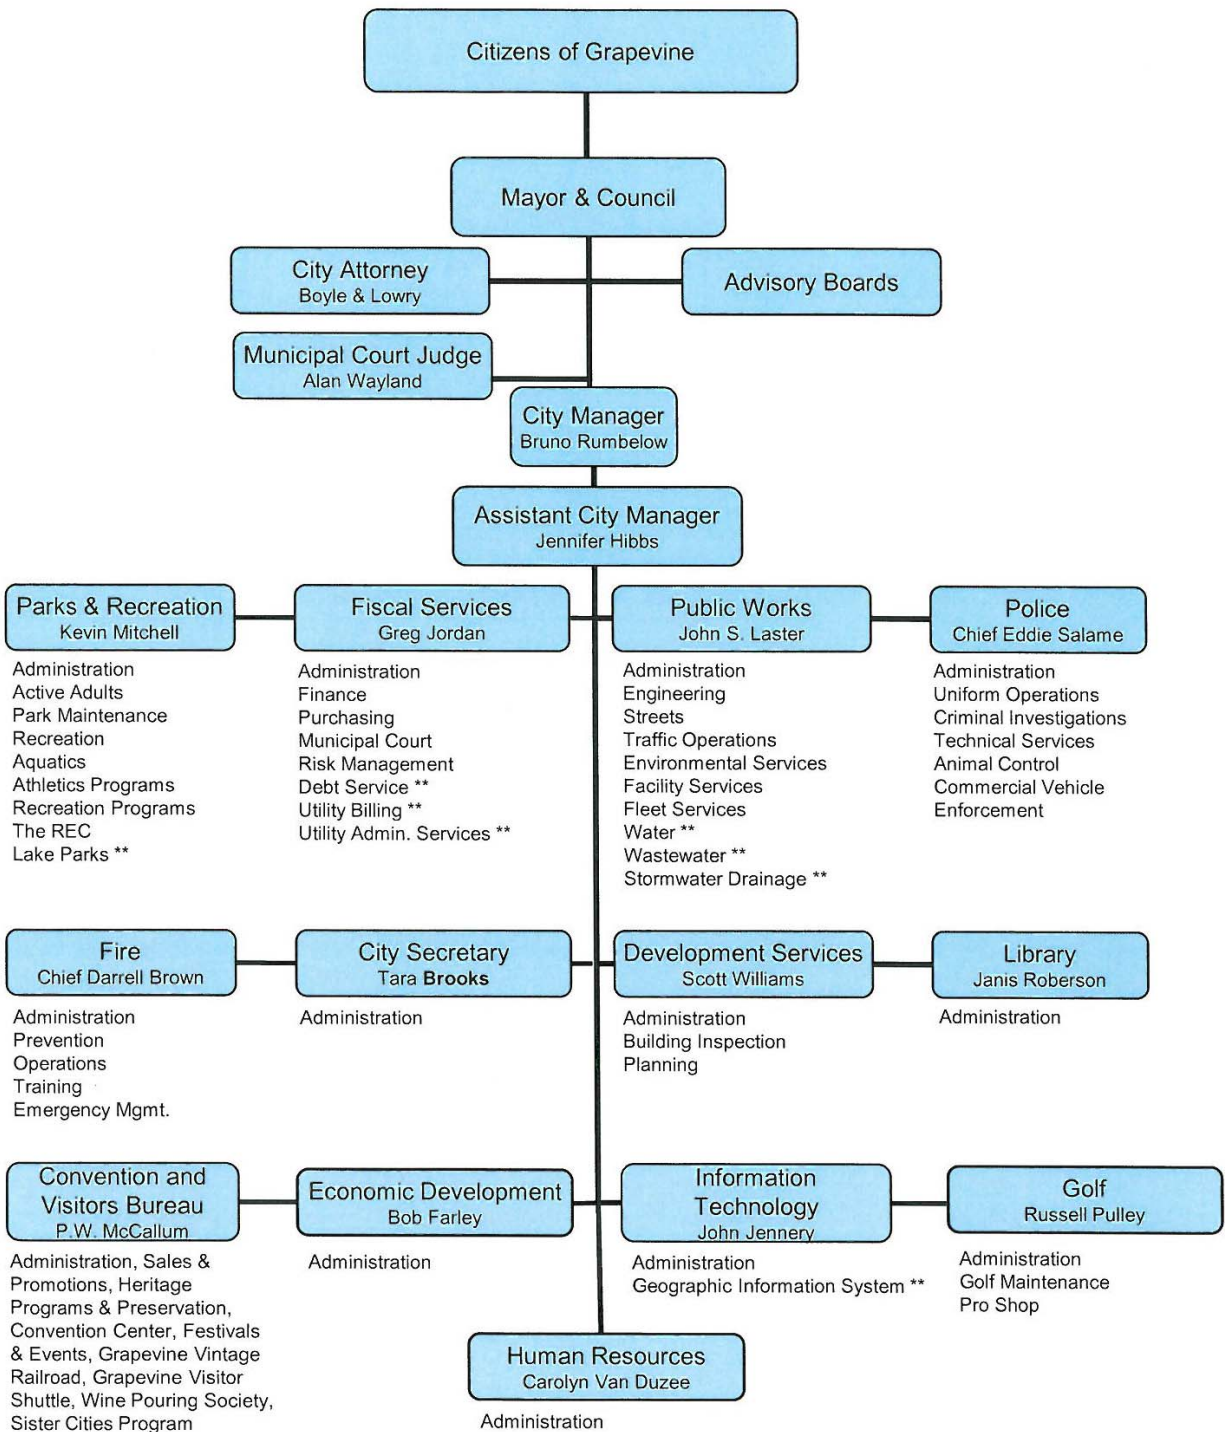 Citizens of Grapevine
Mayor & Council
City Attorney
Boyle & Lowry
Advisory Boards
Municipal Court Judge
Alan Wayland
City Manager
Bruno Rumbelow
Assistant City Manager
Jennifer Hibbs
Parks & Recreation
Kevin Mitchell
Administration
Active Adults
Park Maintenance
Recreation
Aquatics
Athletics Programs
Recreation Programs
The REC
Lake Parks **
Fiscal Services
Greg Jordan
Administration
Finance
Purchasing
Municipal Court
Risk Management
Debt Service **
Utility Billing **
Utility Admin. Services **
Public Works
John S. Laster
Administration
Engineering
Streets
Traffic Operations
Environmental Services
Facility Services
Fleet Services
Water **
Wastewater **
Stormwater Drainage **
Police
Chief Eddie Salame
Administration
Uniform Operations
Criminal Investigations
Technical Services
Animal Control
Commercial Vehicle
Enforcement
Fire
Chief Darrell Brown
Administration
Prevention
Operations
Training
Emergency Mgmt.
City Secretary
Tara Brooks
Administration
Development Services
Scott Williams
Administration
Building Inspection
Planning
Library
Janis Roberson
Administration
Convention and
Visitors Bureau
P.W. McCallum
Administration, Sales &
Promotions, Heritage
Programs & Preservation,
Convention Center, Festivals
& Events, Grapevine Vintage
Railroad, Grapevine Visitor
Shuttle, Wine Pouring Society,
Sister Cities Program
Economic Development
Bob Farley
Administration
Information
Technology
John Jennery
Administration
Geographic Information System **
Golf
Russell Pulley
Administration
Golf Maintenance
Pro Shop
Human Resources
Carolyn Van Duzee
Administration